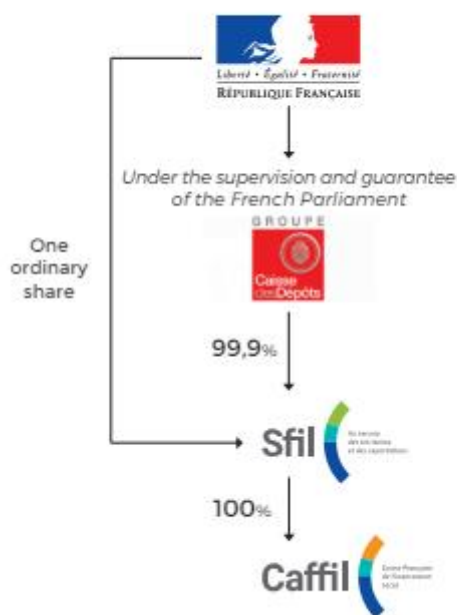 Liberté • Égalité • Fraternité
RÉPUBLIQUE FRANÇAISE
Under the supervision and guarantee
of the French Parliament
GROUPE
Caisse
des Dépôts
One
ordinary
share
99,9%
Sfil
100%
Caffil